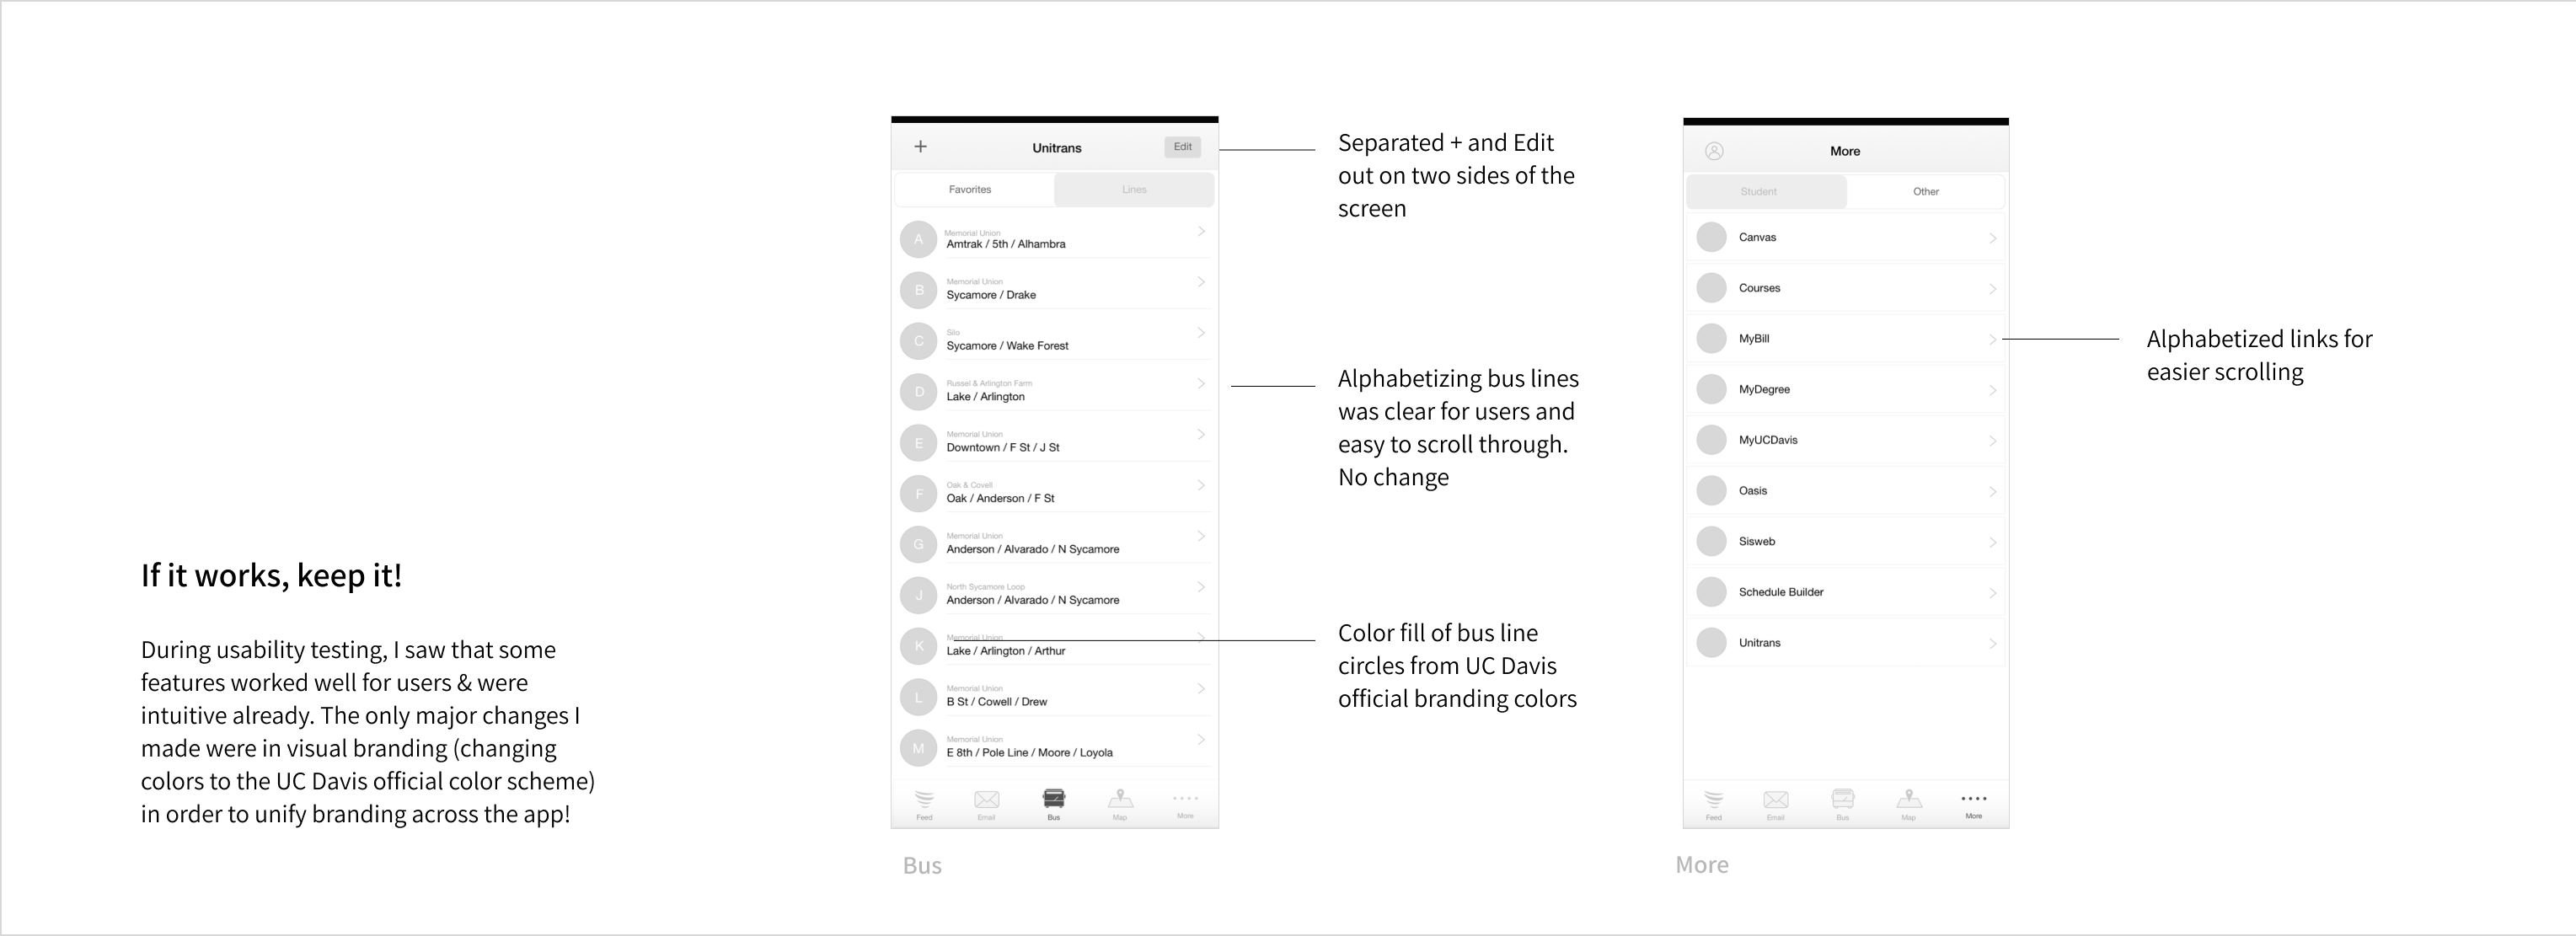 If it works, keep it!
During usability testing, I saw that some
features worked well for users & were
intuitive already. The only major changes I
made were in visual branding (changing
colors to the UC Davis official color scheme)
in order to unify branding across the app!
+
Unitrans
Edit
Favorites
Lines
A
Memorial Union
Amtrak / 5th / Alhambra
B
Memorial Union
Sycamore / Drake
C
Silo
Sycamore / Wake Forest
D
Russel & Arlington Farm
Lake / Arlington
E
Memorial Union
Downtown / F St / J St
F
Oak & Covell
Oak / Anderson / F St
G
Memorial Union
Anderson / Alvarado / N Sycamore
J
North Sycamore Loop
Anderson / Alvarado / N Sycamore
K
Memorial Union
Lake / Arlington / Arthur
L
Memorial Union
B St / Cowell / Drew
M
Memorial Union
E 8th / Pole Line / Moore / Loyola
Feed
Email
Bus
Map
More
Bus
Separated + and Edit
out on two sides of the
screen
Alphabetizing bus lines
was clear for users and
easy to scroll through.
No change
Color fill of bus line
circles from UC Davis
official branding colors
More
Student
Other
Canvas
Courses
MyBill
MyDegree
MyUCDavis
Oasis
Sisweb
Schedule Builder
Unitrans
Feed
Email
Bus
Map
More
More
Alphabetized links for
easier scrolling